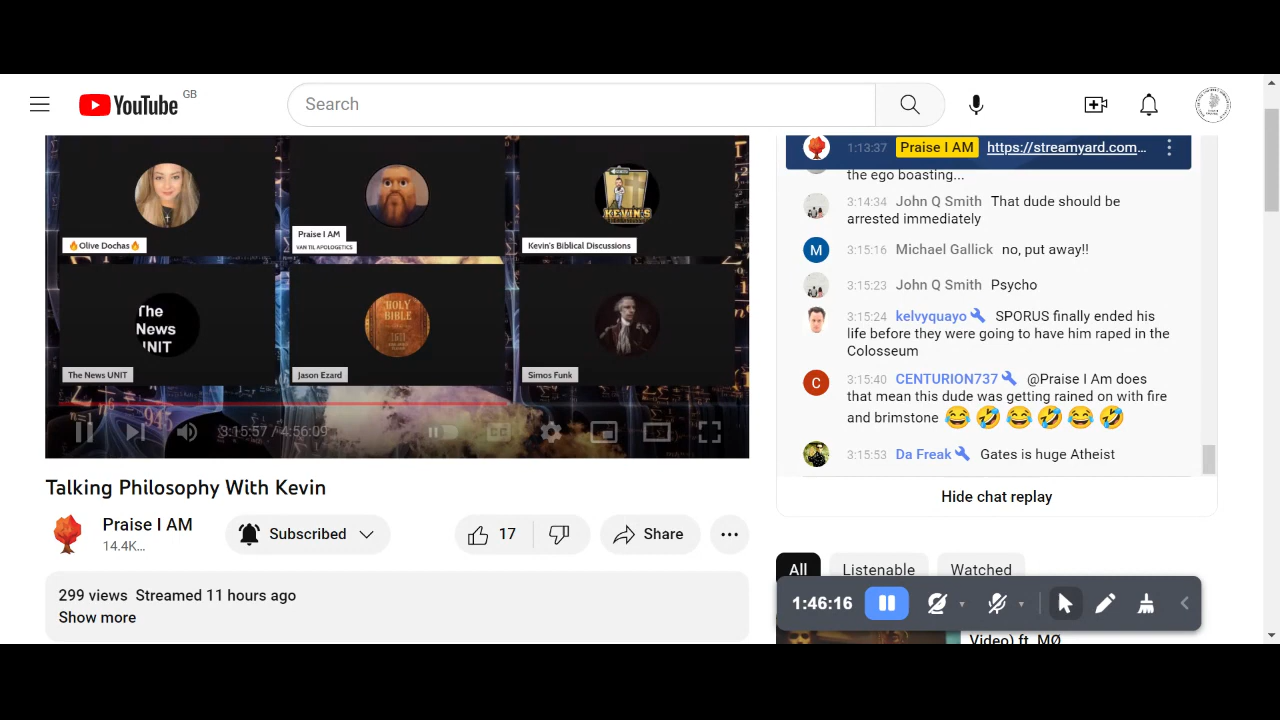 YouTube GB
Search
🔥Olive Dochas🔥
Praise I AM
VAN TIL APOLOGETICS
KEVIN'S
Kevin's Biblical Discussions
The
News
UNIT
The News UNIT
HOLY
BIBLE
Jason Ezard
Simos Funk
3:15:57 / 4:56:09
CC
Talking Philosophy With Kevin
Praise I AM
14.4K...
Subscribed
17
Share
299 views Streamed 11 hours ago
Show more
1:13:37 Praise I AM https://streamyard.com...
the ego boasting...
3:14:34 John Q Smith That dude should be
arrested immediately
M
3:15:16 Michael Gallick no, put away!!
3:15:23 John Q Smith Psycho
3:15:24 kelvyquayo SPORUS finally ended his
life before they were going to have him raped in the
Colosseum
C
3:15:40 CENTURION737 @Praise I Am does
that mean this dude was getting rained on with fire
and brimstone 😂🤣😂🤣😂🤣
3:15:53 Da Freak Gates is huge Atheist
Hide chat replay
All Listenable Watched
1:46:16
Video) ft. MØ